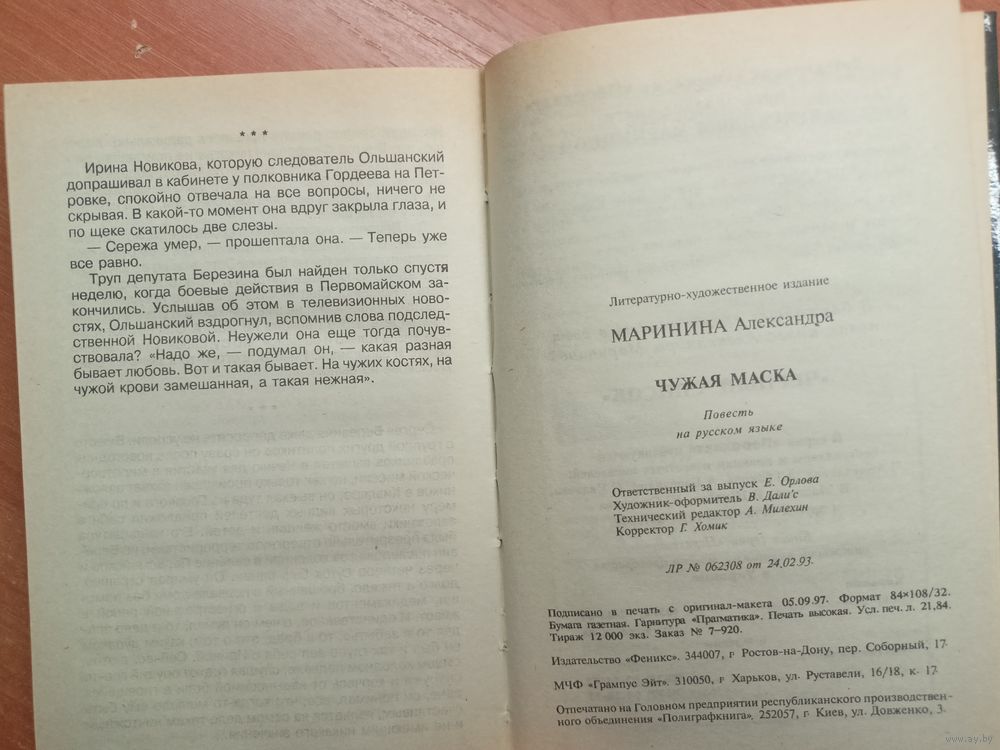 * * *
Ирина Новикова, которую следователь Ольшанский
допрашивал в кабинете у полковника Гордеева на Пет-
ровке, спокойно отвечала на все вопросы, ничего не
скрывая. В какой-то момент она вдруг закрыла глаза, и
по щеке скатилось две слезы.
— Сережа умер, — прошептала она. — Теперь уже
все равно.
Труп депутата Березина был найден только спустя
неделю, когда боевые действия в Первомайском за-
кончились. Услышав об этом в телевизионных ново-
стях, Ольшанский вздрогнул, вспомнив слова подслед-
ственной Новиковой. Неужели она еще тогда почувс-
твовала? «Надо же, — подумал он, — какая разная
бывает любовь. Вот и такая бывает. На чужих костях, на
чужой крови замешанная, а такая нежная».
Литературно-художественное издание
МАРИНИНА Александра
ЧУЖАЯ МАСКА
Повесть
на русском языке
Ответственный за выпуск Е. Орлова
Художник-оформитель В. Дали'с
Технический редактор А. Милехин
Корректор Г. Хомик
ЛР № 062308 от 24.02.93.
Подписано в печать с оригинал-макета 05.09.97. Формат 84×108/32.
Бумага газетная. Гарнитура «Прагматика». Печать высокая. Усл. печ. л. 21,84.
Тираж 12 000 экз. Заказ № 7—920.
Издательство «Феникс». 344007, г. Ростов-на-Дону, пер. Соборный, 17.
МЧФ «Грампус Эйт». 310050, г. Харьков, ул. Руставели, 16/18, к. 17.
Отпечатано на Головном предприятии республиканского производствен-
ного объединения «Полиграфкнига», 252057, г. Киев, ул. Довженко, 3.
www.ay.by